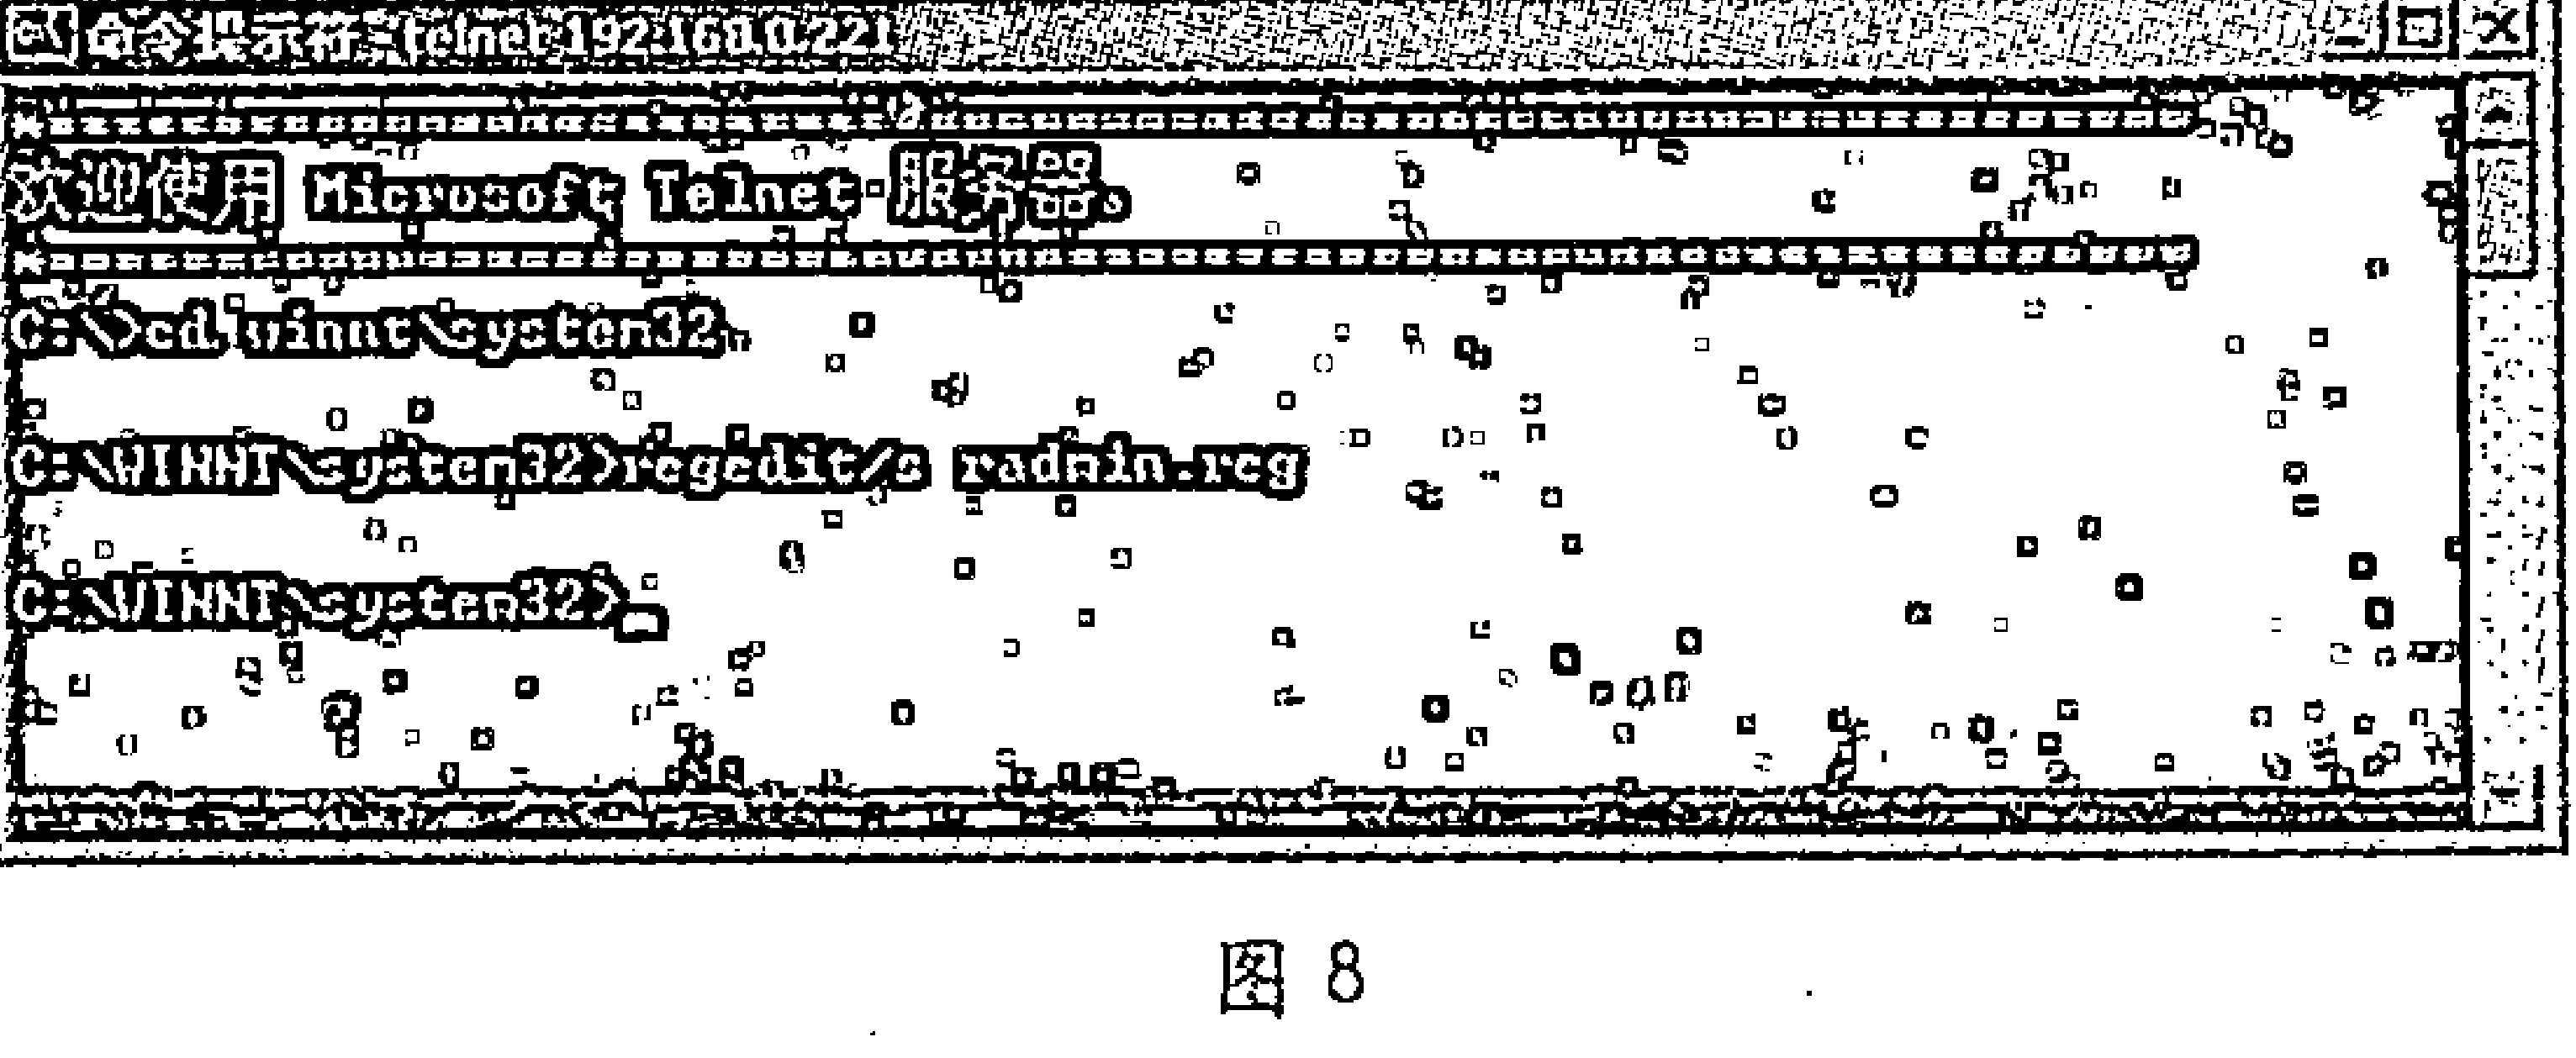 命令提示符 - telnet 192.168.0.221
欢迎使用 Microsoft Telnet 服务器。
C:\>cd winnt\system32
C:\WINNT\system32>regedit/s radmin.reg
C:\WINNT\system32>_
图 8